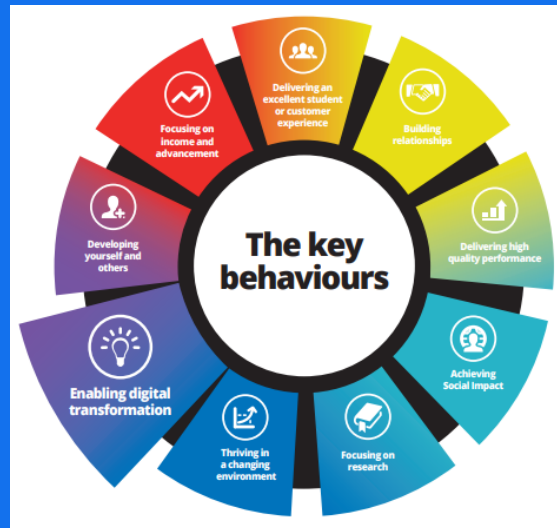 The key
behaviours
Delivering an
excellent student
or customer
experience
Building
relationships
Delivering high
quality performance
Achieving
Social Impact
Focusing on
research
Thriving in
a changing
environment
Enabling digital
transformation
Developing
yourself and
others
Focusing on
income and
advancement